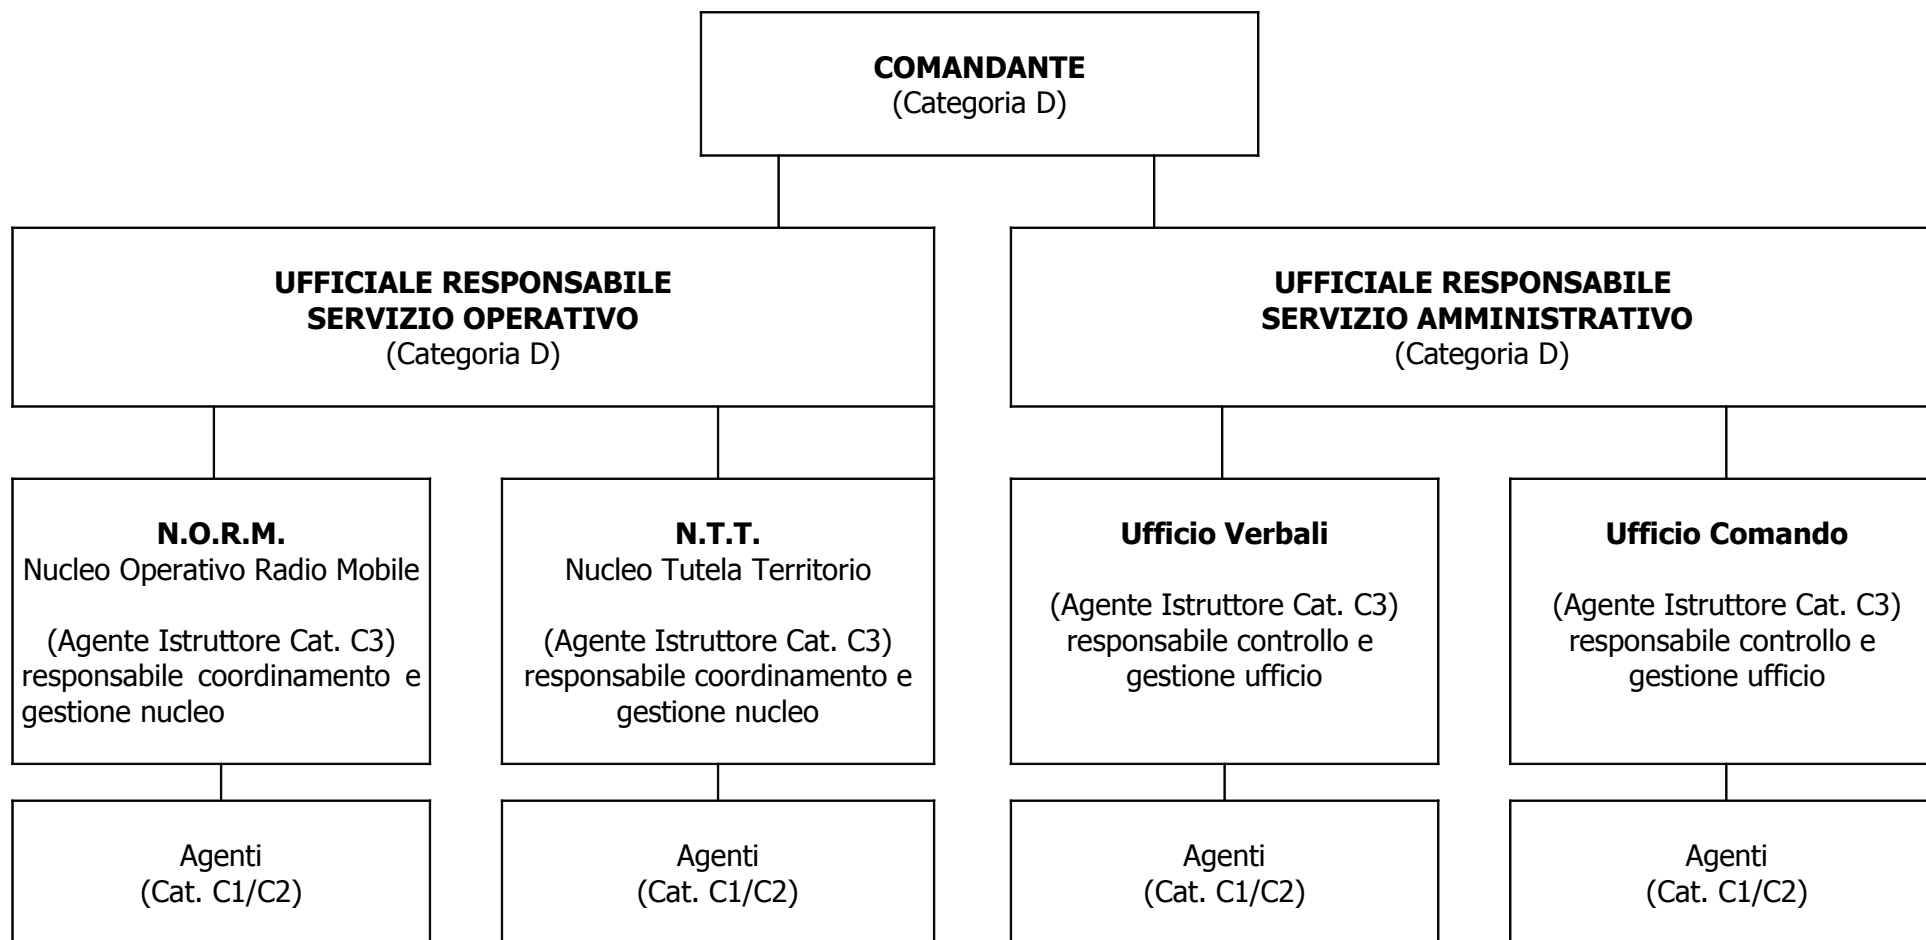 COMANDANTE
(Categoria D)
UFFICIALE RESPONSABILE
SERVIZIO OPERATIVO
(Categoria D)
UFFICIALE RESPONSABILE
SERVIZIO AMMINISTRATIVO
(Categoria D)
N.O.R.M.
Nucleo Operativo Radio Mobile
(Agente Istruttore Cat. C3)
responsabile coordinamento e
gestione nucleo
N.T.T.
Nucleo Tutela Territorio
(Agente Istruttore Cat. C3)
responsabile coordinamento e
gestione nucleo
Ufficio Verbali
(Agente Istruttore Cat. C3)
responsabile controllo e
gestione ufficio
Ufficio Comando
(Agente Istruttore Cat. C3)
responsabile controllo e
gestione ufficio
Agenti
(Cat. C1/C2)
Agenti
(Cat. C1/C2)
Agenti
(Cat. C1/C2)
Agenti
(Cat. C1/C2)